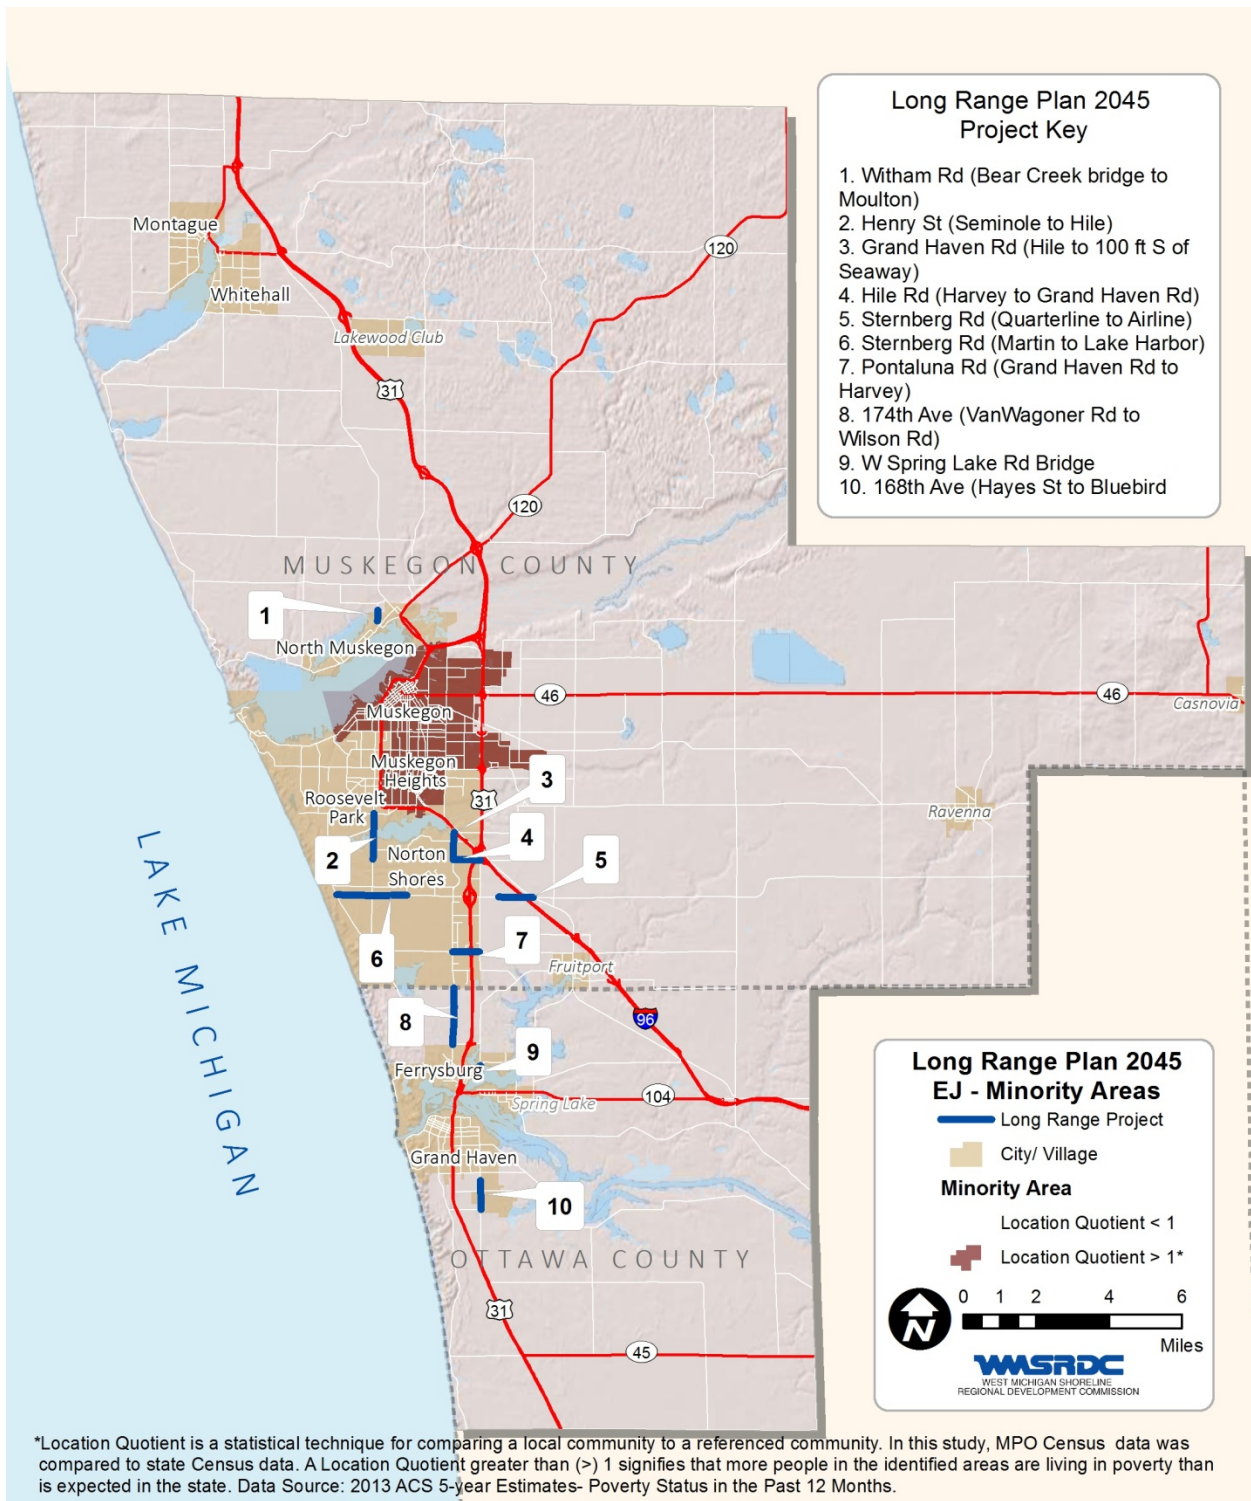 Long Range Plan 2045
Project Key
1. Witham Rd (Bear Creek bridge to
Moulton)
2. Henry St (Seminole to Hile)
3. Grand Haven Rd (Hile to 100 ft S of
Seaway)
4. Hile Rd (Harvey to Grand Haven Rd)
5. Sternberg Rd (Quarterline to Airline)
6. Sternberg Rd (Martin to Lake Harbor)
7. Pontaluna Rd (Grand Haven Rd to
Harvey)
8. 174th Ave (VanWagoner Rd to
Wilson Rd)
9. W Spring Lake Rd Bridge
10. 168th Ave (Hayes St to Bluebird
Montague
Whitehall
Lakewood Club
120
31
120
MUSKEGON COUNTY
1
North Muskegon
46
46
Casnovia
Muskegon
Muskegon
Heights
3
Roosevelt
Park
31
Ravenna
2
4
Norton
Shores
5
6
7
Fruitport
8
96
9
Ferrysburg
Spring Lake
104
Grand Haven
10
OTTAWA COUNTY
31
45
LAKE MICHIGAN
Long Range Plan 2045
EJ - Minority Areas
Long Range Project
City/ Village
Minority Area
Location Quotient < 1
Location Quotient > 1*
N
0 1 2 4 6
Miles
WMSRDC
WEST MICHIGAN SHORELINE
REGIONAL DEVELOPMENT COMMISSION
*Location Quotient is a statistical technique for comparing a local community to a referenced community. In this study, MPO Census data was
compared to state Census data. A Location Quotient greater than (>) 1 signifies that more people in the identified areas are living in poverty than
is expected in the state. Data Source: 2013 ACS 5-year Estimates- Poverty Status in the Past 12 Months.